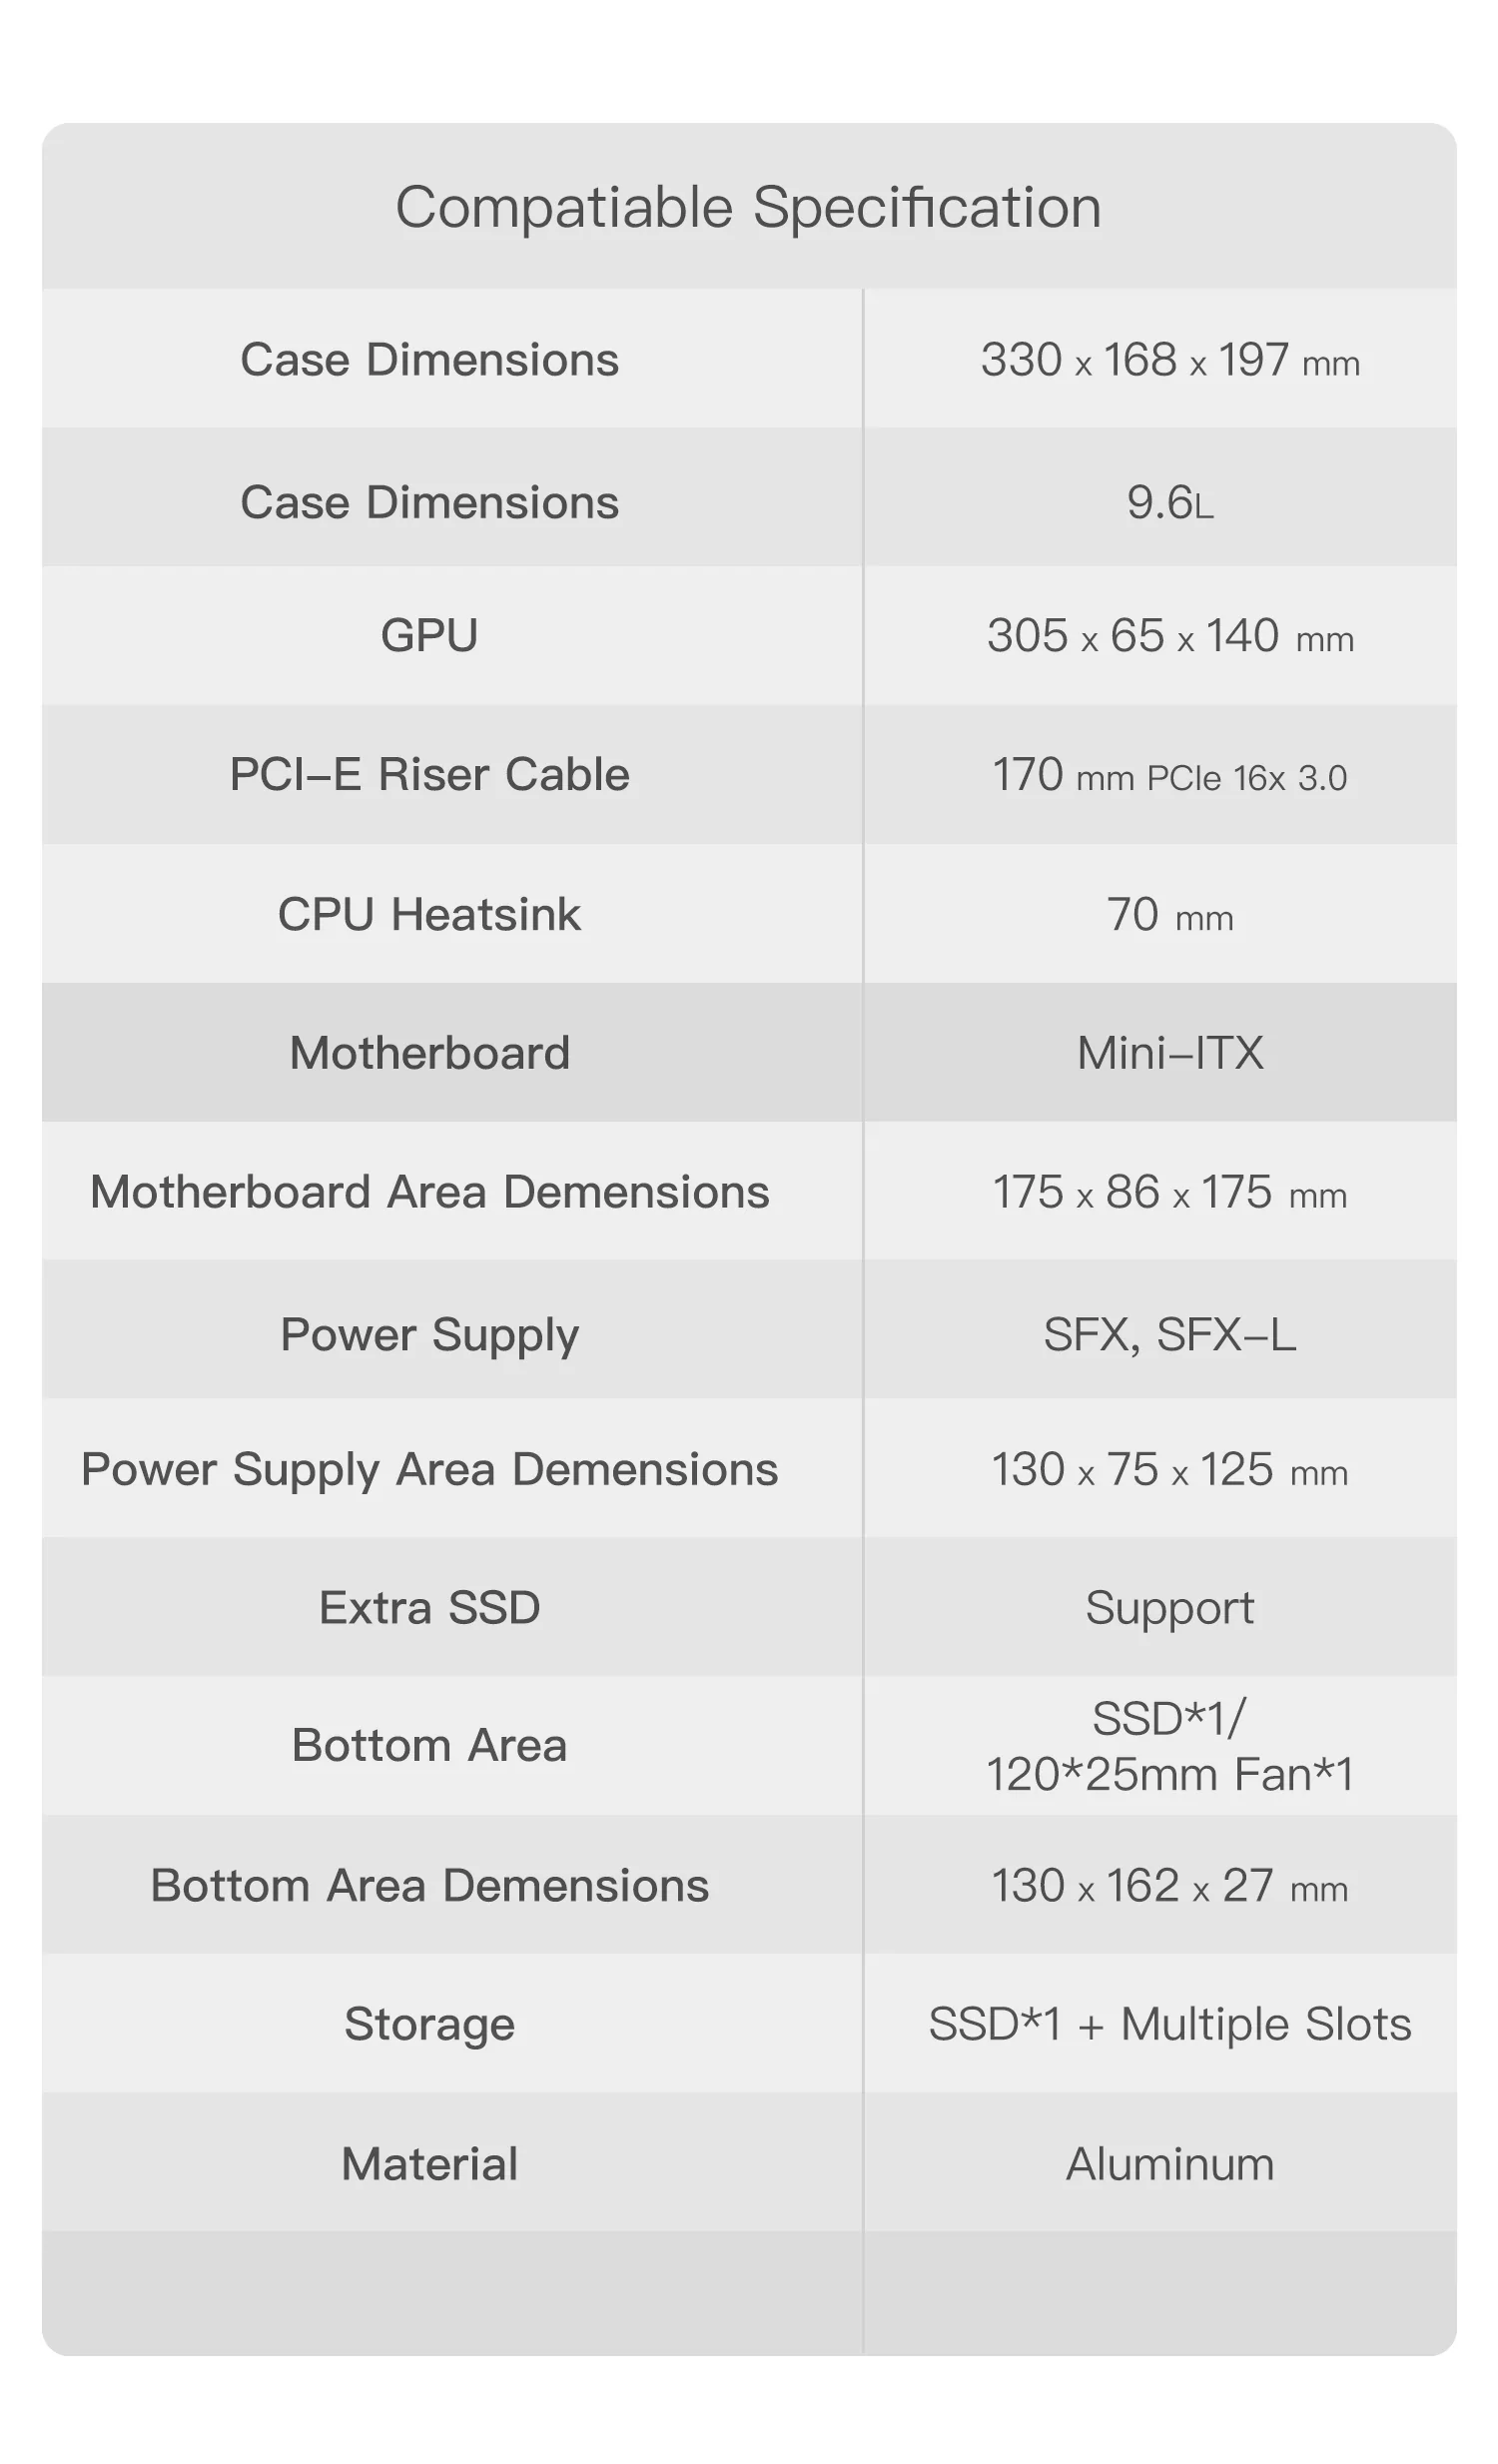 Compatiable Specification
Case Dimensions 330 x 168 x 197 mm
Case Dimensions 9.6L
GPU 305 x 65 x 140 mm
PCI-E Riser Cable 170 mm PCIe 16x 3.0
CPU Heatsink 70 mm
Motherboard Mini-ITX
Motherboard Area Demensions 175 x 86 x 175 mm
Power Supply SFX, SFX-L
Power Supply Area Demensions 130 x 75 x 125 mm
Extra SSD Support
Bottom Area SSD*1/
120*25mm Fan*1
Bottom Area Demensions 130 x 162 x 27 mm
Storage SSD*1 + Multiple Slots
Material Aluminum